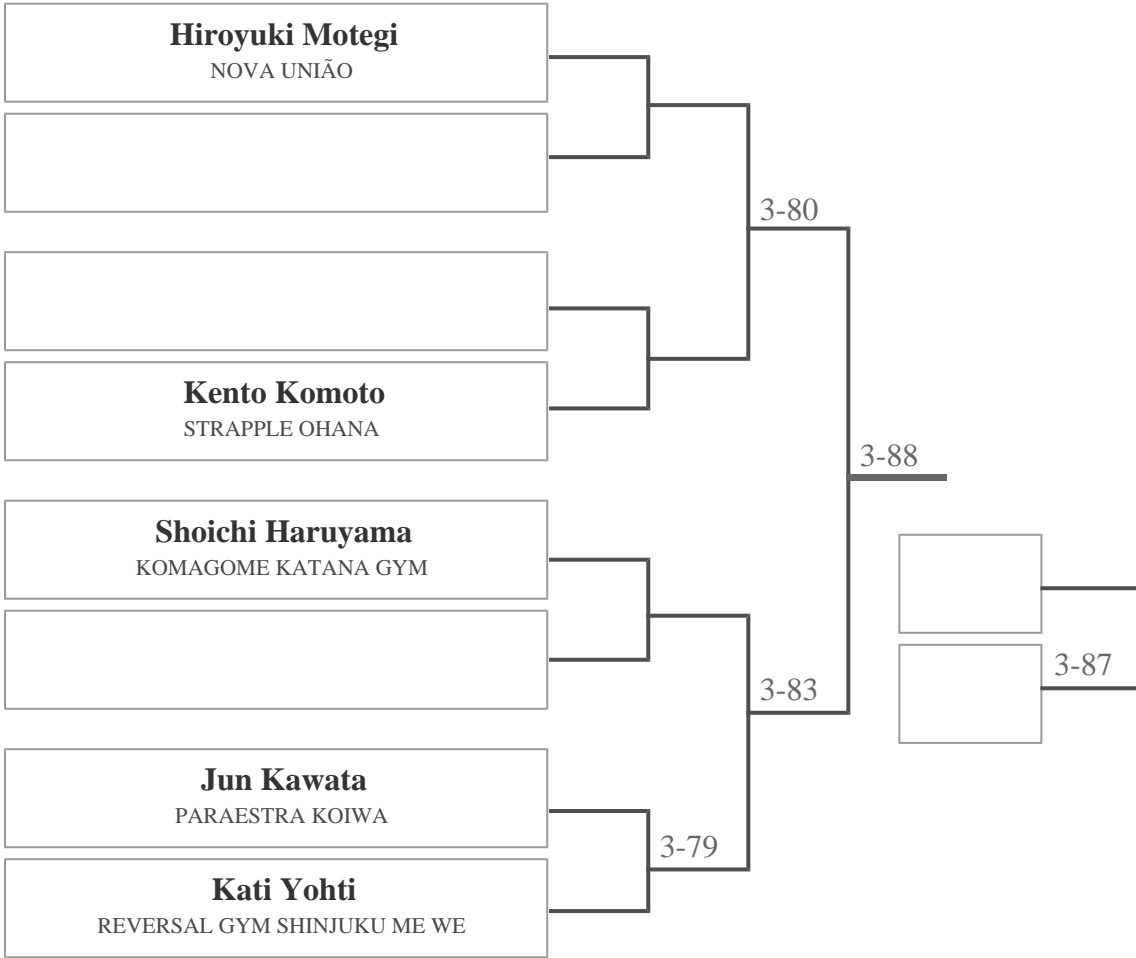 Hiroyuki Motegi
NOVA UNIÃO
3-80
Kento Komoto
STRAPPLE OHANA
3-88
Shoichi Haruyama
KOMAGOME KATANA GYM
3-87
3-83
Jun Kawata
PARAESTRA KOIWA
3-79
Kati Yohti
REVERSAL GYM SHINJUKU ME WE